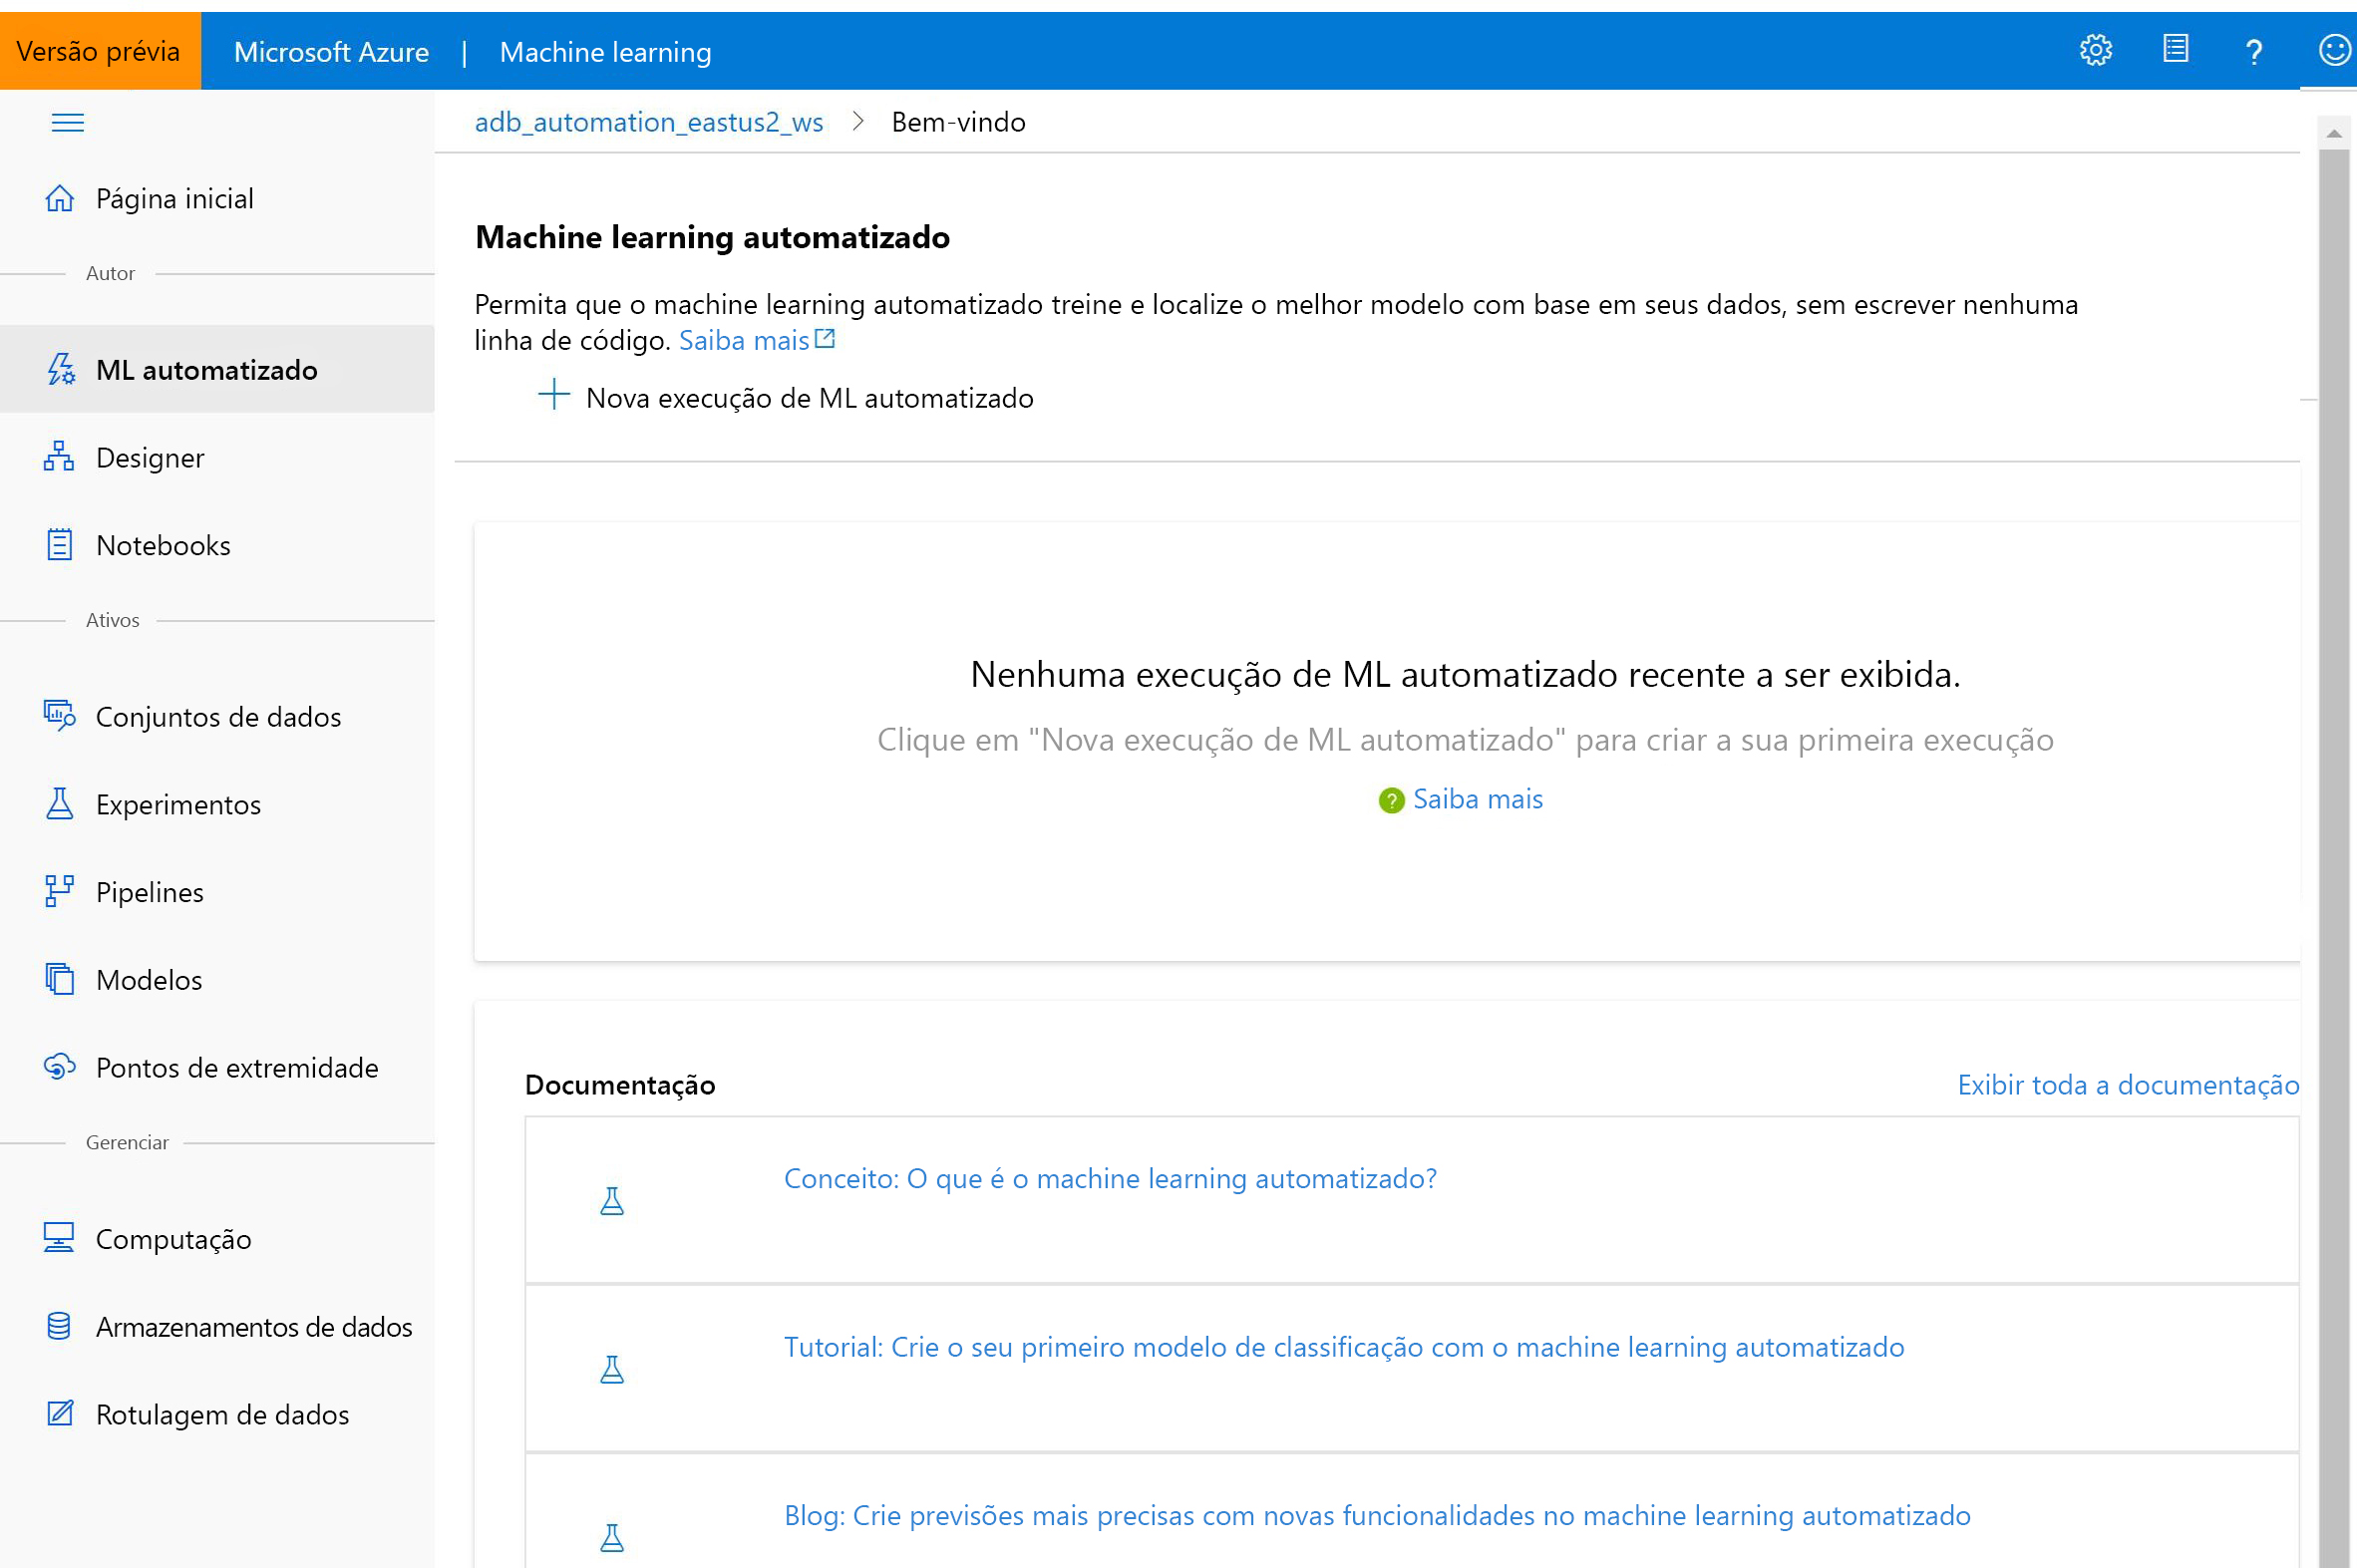 Versão prévia
Microsoft Azure | Machine learning
?
adb_automation_eastus2_ws > Bem-vindo
Página inicial
Autor
ML automatizado
Designer
Notebooks
Ativos
Conjuntos de dados
Experimentos
Pipelines
Modelos
Pontos de extremidade
Gerenciar
Computação
Armazenamentos de dados
Rotulagem de dados
Machine learning automatizado
Permita que o machine learning automatizado treine e localize o melhor modelo com base em seus dados, sem escrever nenhuma
linha de código. Saiba mais
Nova execução de ML automatizado
Nenhuma execução de ML automatizado recente a ser exibida.
Clique em "Nova execução de ML automatizado" para criar a sua primeira execução
? Saiba mais
Documentação
Exibir toda a documentação
Conceito: O que é o machine learning automatizado?
Tutorial: Crie o seu primeiro modelo de classificação com o machine learning automatizado
Blog: Crie previsões mais precisas com novas funcionalidades no machine learning automatizado